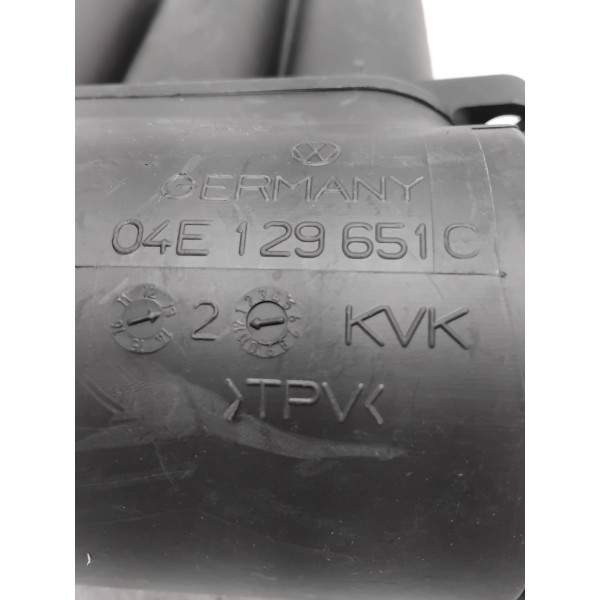 GERMANY
04E 129 651 C
2 KVK
>TPV<